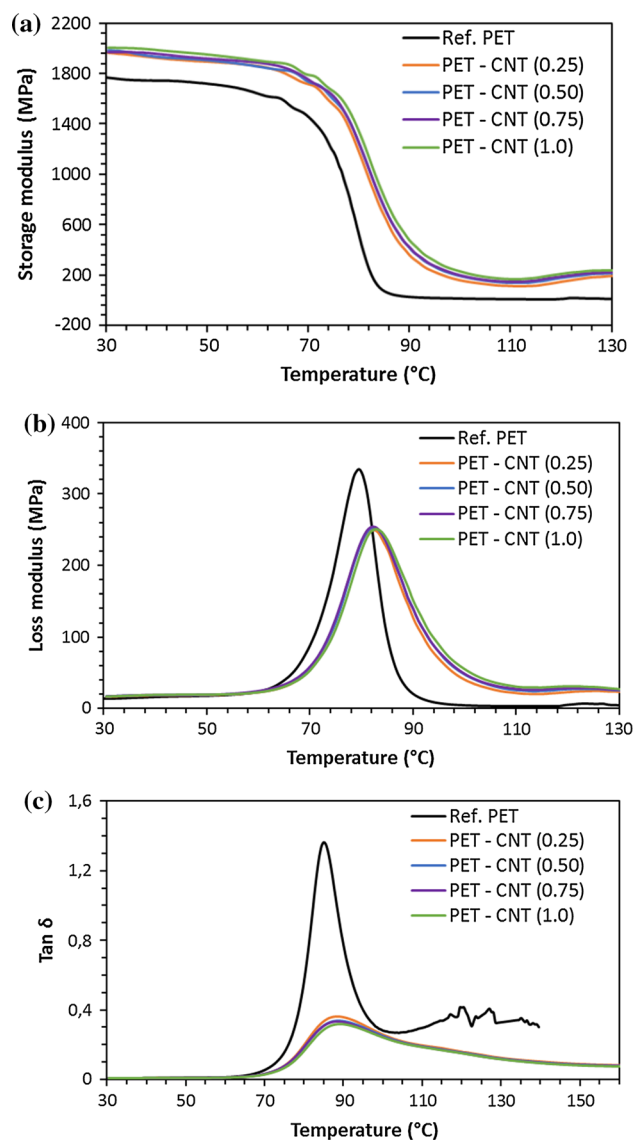 (a)
2200
1800
1400
1000
600
200
-200
Storage modulus (MPa)
Ref. PET
PET - CNT (0.25)
PET - CNT (0.50)
PET - CNT (0.75)
PET - CNT (1.0)
30 50 70 90 110 130
Temperature (°C)
(b)
400
300
200
100
0
Loss modulus (MPa)
Ref. PET
PET - CNT (0.25)
PET - CNT (0.50)
PET - CNT (0.75)
PET - CNT (1.0)
30 50 70 90 110 130
Temperature (°C)
(c)
1,6
1,2
0,8
0,4
0
Tan δ
Ref. PET
PET - CNT (0.25)
PET - CNT (0.50)
PET - CNT (0.75)
PET - CNT (1.0)
30 50 70 90 110 130 150
Temperature (°C)